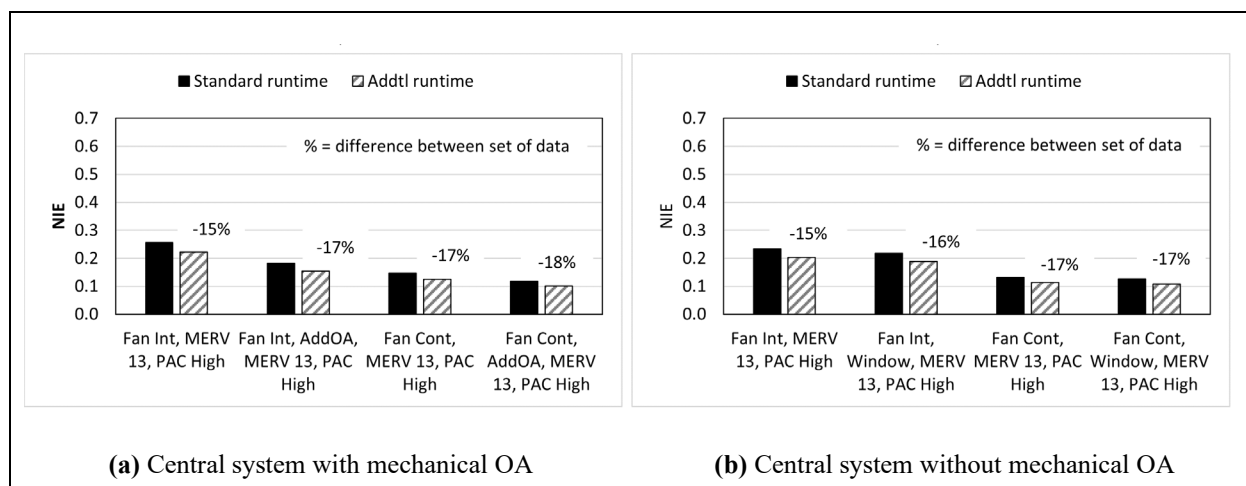 Standard runtime Addtl runtime
% = difference between set of data
NIE
0.7
0.6
0.5
0.4
0.3
0.2
0.1
0.0
-15%
-17%
-17%
-18%
Fan Int, MERV
13, PAC High
Fan Int, AddOA,
MERV 13, PAC
High
Fan Cont,
MERV 13, PAC
High
Fan Cont,
AddOA, MERV
13, PAC High
(a) Central system with mechanical OA
Standard runtime Addtl runtime
% = difference between set of data
NIE
0.7
0.6
0.5
0.4
0.3
0.2
0.1
0.0
-15%
-16%
-17%
-17%
Fan Int, MERV
13, PAC High
Fan Int,
Window, MERV
13, PAC High
Fan Cont,
MERV 13, PAC
High
Fan Cont,
Window, MERV
13, PAC High
(b) Central system without mechanical OA